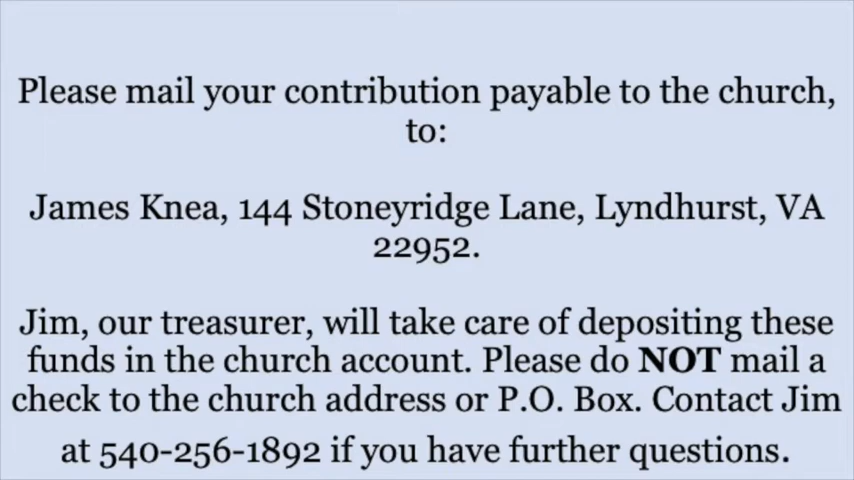 Please mail your contribution payable to the church,
to:
James Knea, 144 Stoneyridge Lane, Lyndhurst, VA
22952.
Jim, our treasurer, will take care of depositing these
funds in the church account. Please do NOT mail a
check to the church address or P.O. Box. Contact Jim
at 540-256-1892 if you have further questions.